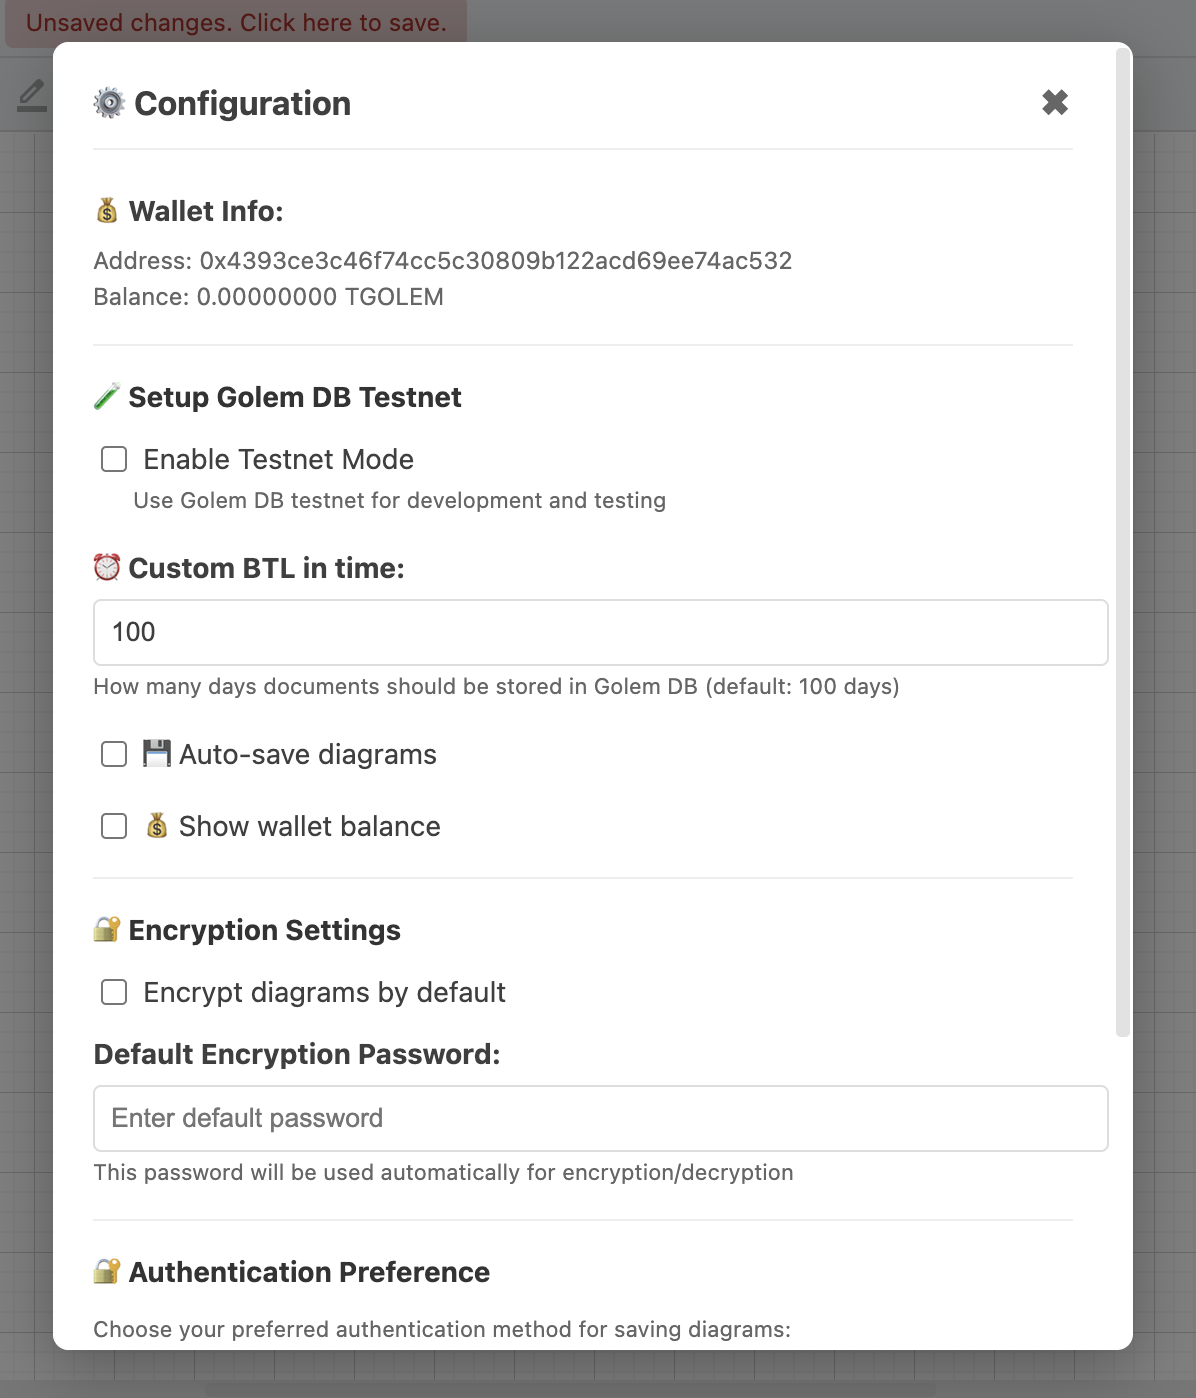 Unsaved changes. Click here to save.
Configuration
Wallet Info:
Address: 0x4393ce3c46f74cc5c30809b122acd69ee74ac532
Balance: 0.00000000 TGOLEM
Setup Golem DB Testnet
Enable Testnet Mode
Use Golem DB testnet for development and testing
Custom BTL in time:
100
How many days documents should be stored in Golem DB (default: 100 days)
Auto-save diagrams
Show wallet balance
Encryption Settings
Encrypt diagrams by default
Default Encryption Password:
Enter default password
This password will be used automatically for encryption/decryption
Authentication Preference
Choose your preferred authentication method for saving diagrams: